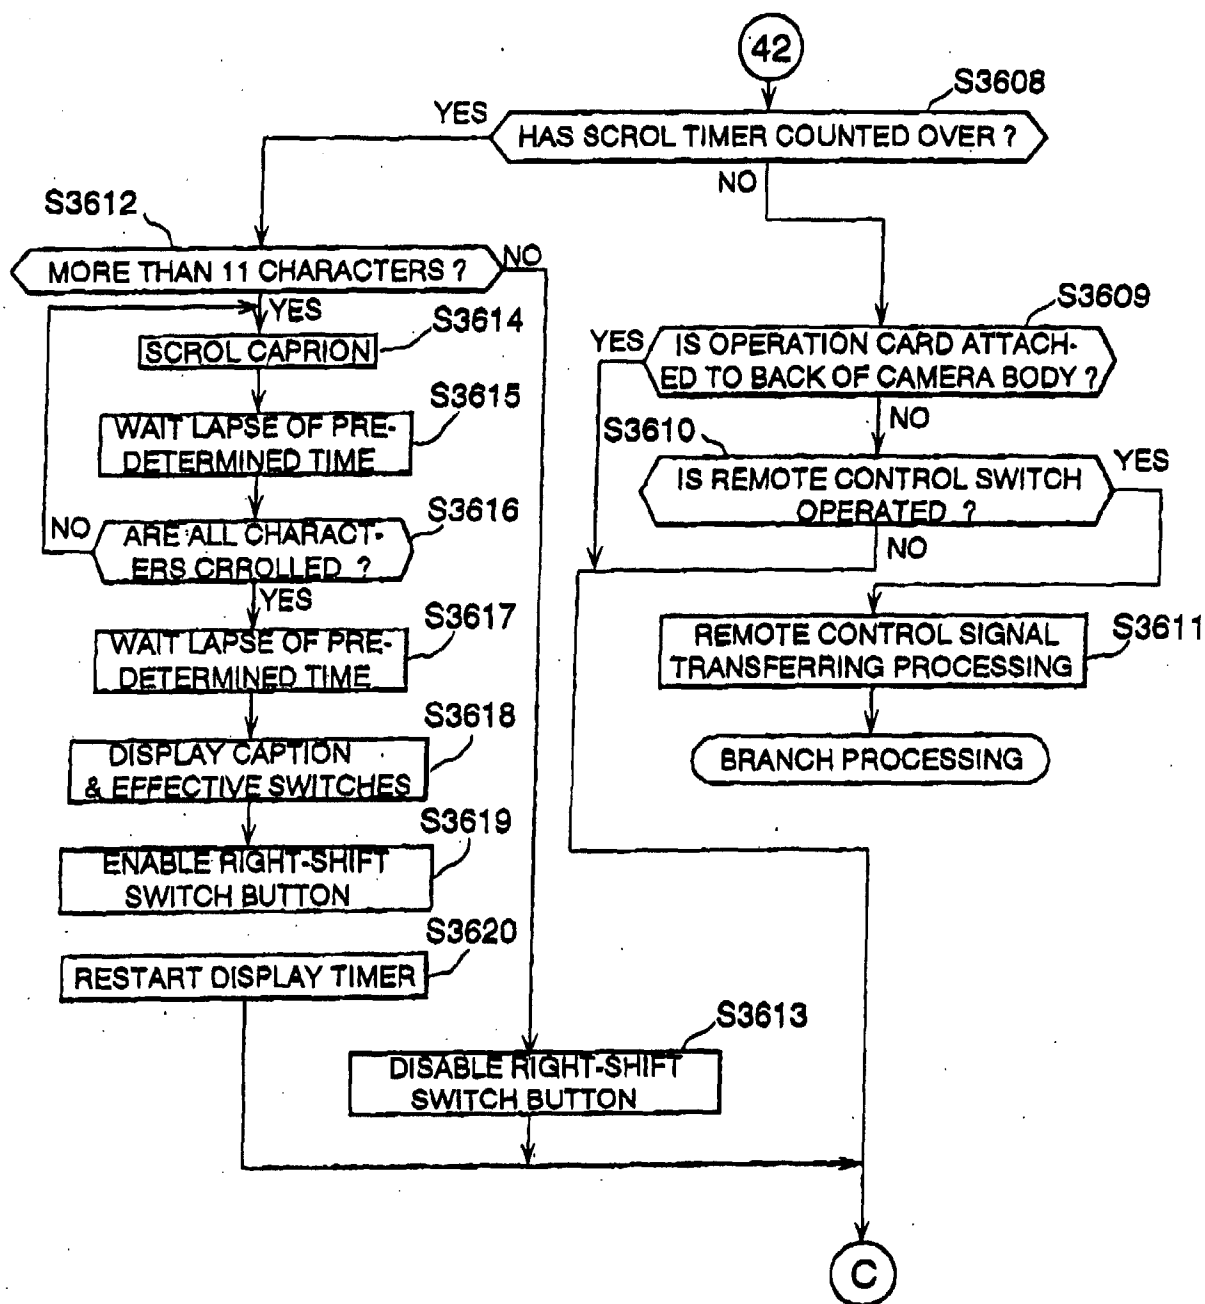 42
S3608
YES
HAS SCROL TIMER COUNTED OVER ?
NO
S3612
MORE THAN 11 CHARACTERS ?
NO
YES
S3614
SCROL CAPRION
S3615
WAIT LAPSE OF PRE-
DETERMINED TIME
S3616
NO
ARE ALL CHARACT-
ERS CRROLLED ?
YES
S3617
WAIT LAPSE OF PRE-
DETERMINED TIME
S3618
DISPLAY CAPTION
& EFFECTIVE SWITCHES
S3619
ENABLE RIGHT-SHIFT
SWITCH BUTTON
S3620
RESTART DISPLAY TIMER
S3613
DISABLE RIGHT-SHIFT
SWITCH BUTTON
S3609
YES
IS OPERATION CARD ATTACH-
ED TO BACK OF CAMERA BODY ?
NO
S3610
YES
IS REMOTE CONTROL SWITCH
OPERATED ?
NO
S3611
REMOTE CONTROL SIGNAL
TRANSFERRING PROCESSING
BRANCH PROCESSING
C